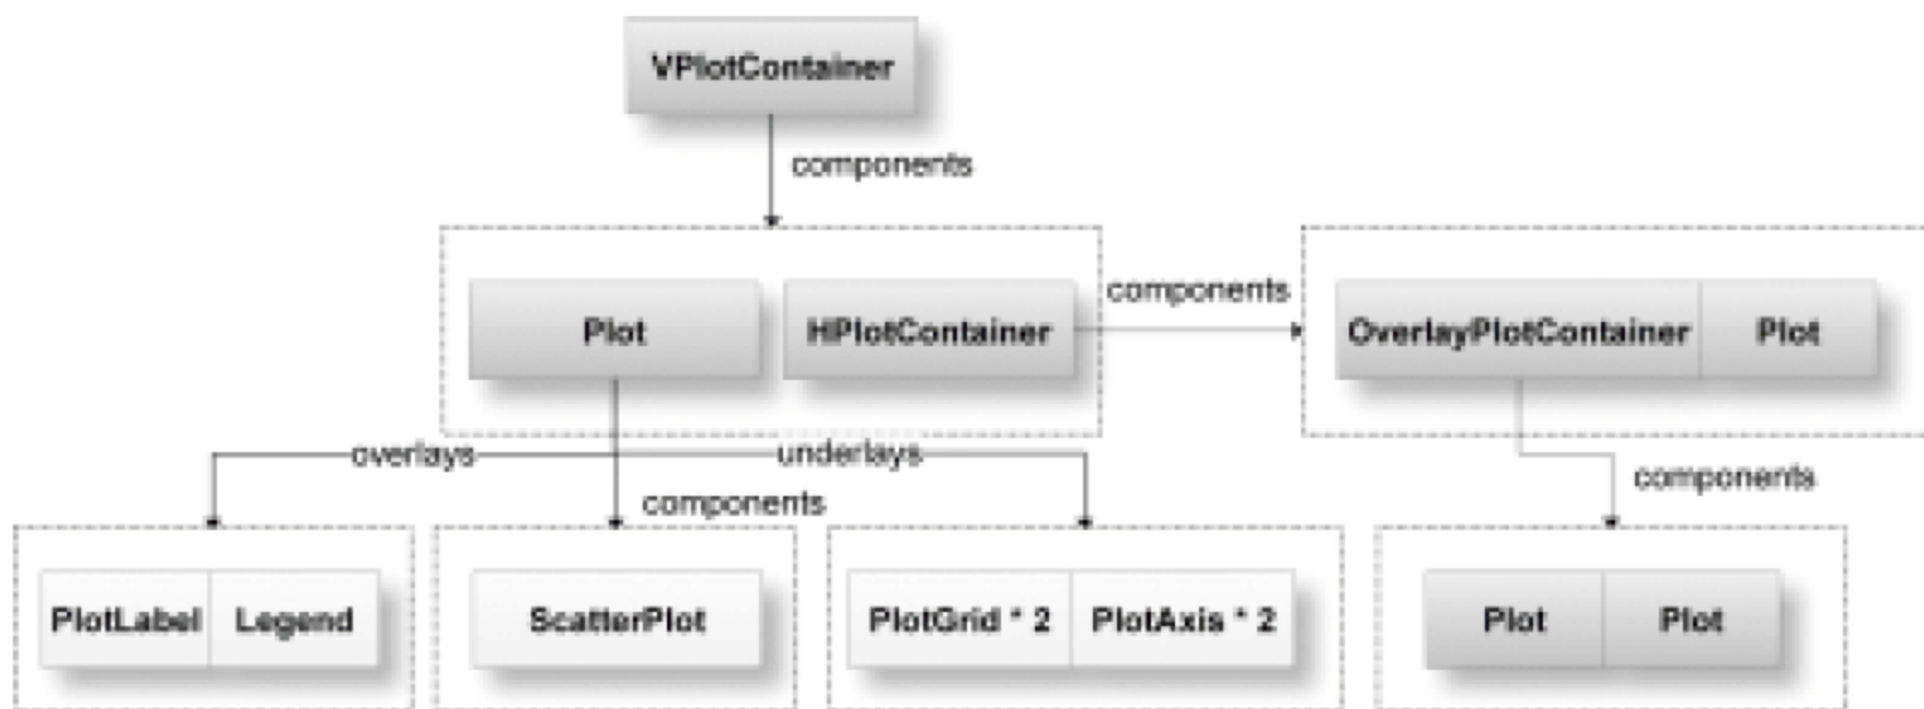 VPlotContainer
components
Plot
HPlotContainer
components
OverlayPlotContainer
Plot
overlays
underlays
components
components
PlotLabel
Legend
ScatterPlot
PlotGrid * 2
PlotAxis * 2
Plot
Plot